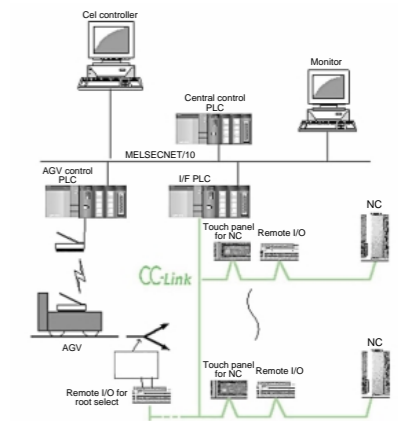 Cel controller
Monitor
Central control
PLC
MELSECNET/10
AGV control
PLC
I/F PLC
NC
Touch panel
for NC
Remote I/O
CC-Link
AGV
NC
Touch panel
for NC
Remote I/O
Remote I/O for
root select